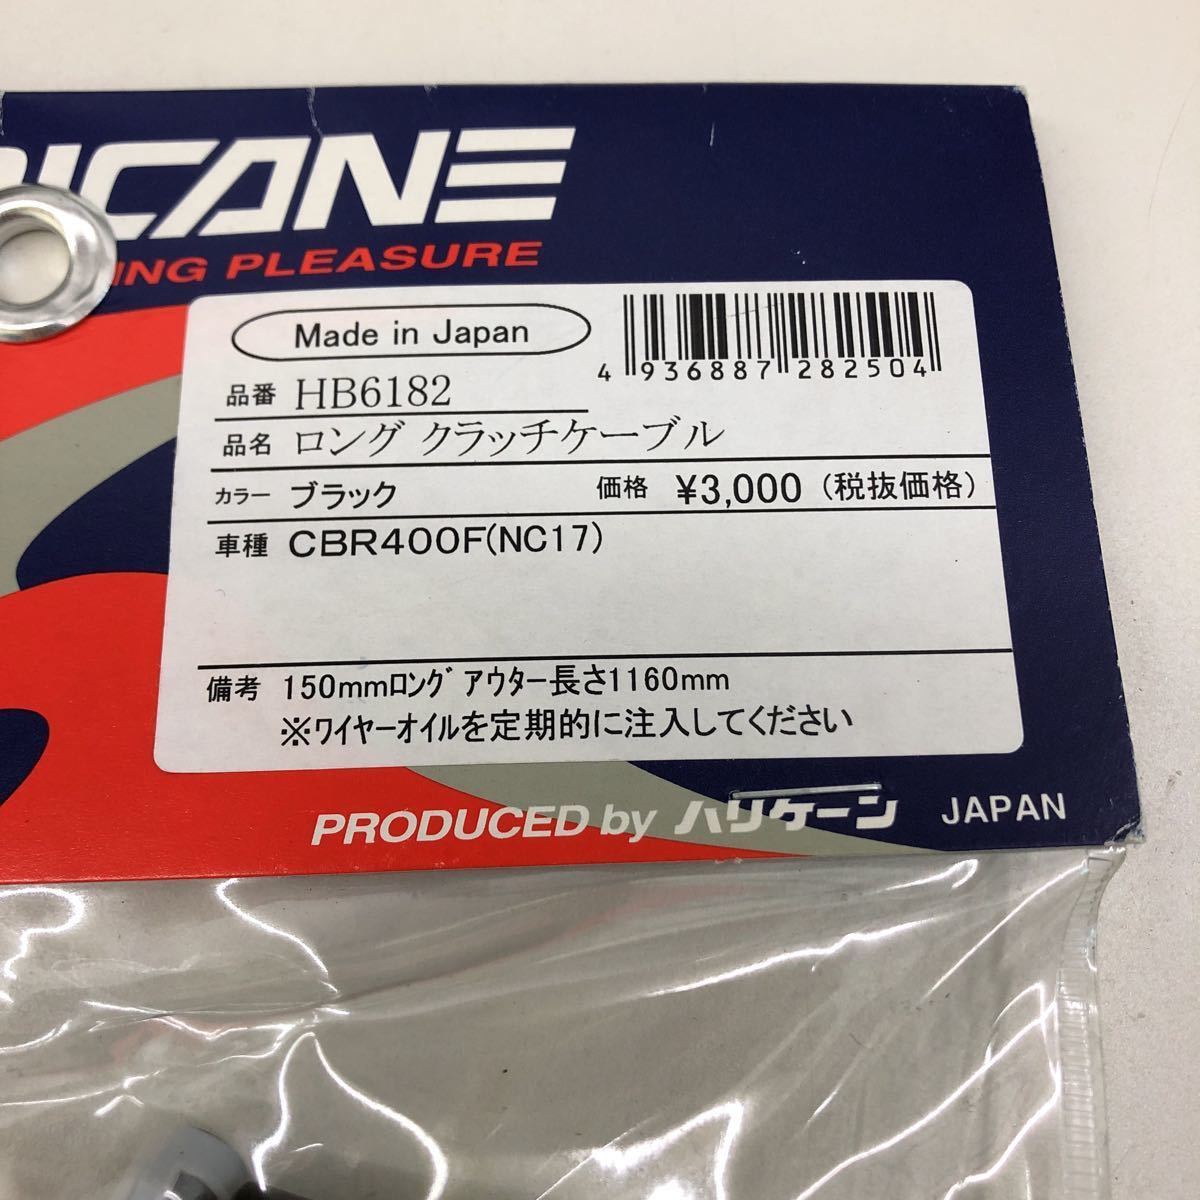 RICANE
ING PLEASURE
Made in Japan
4 936887 282504
品番 HB6182
品名 ロング クラッチケーブル
カラー ブラック 価格 ¥3,000 (税抜価格)
車種 CBR400F(NC17)
備考 150mmﾛﾝｸﾞ ｱｳﾀｰ長さ1160mm
※ﾜｲﾔｰｵｲﾙを定期的に注入してください
PRODUCED by ハリケーン JAPAN